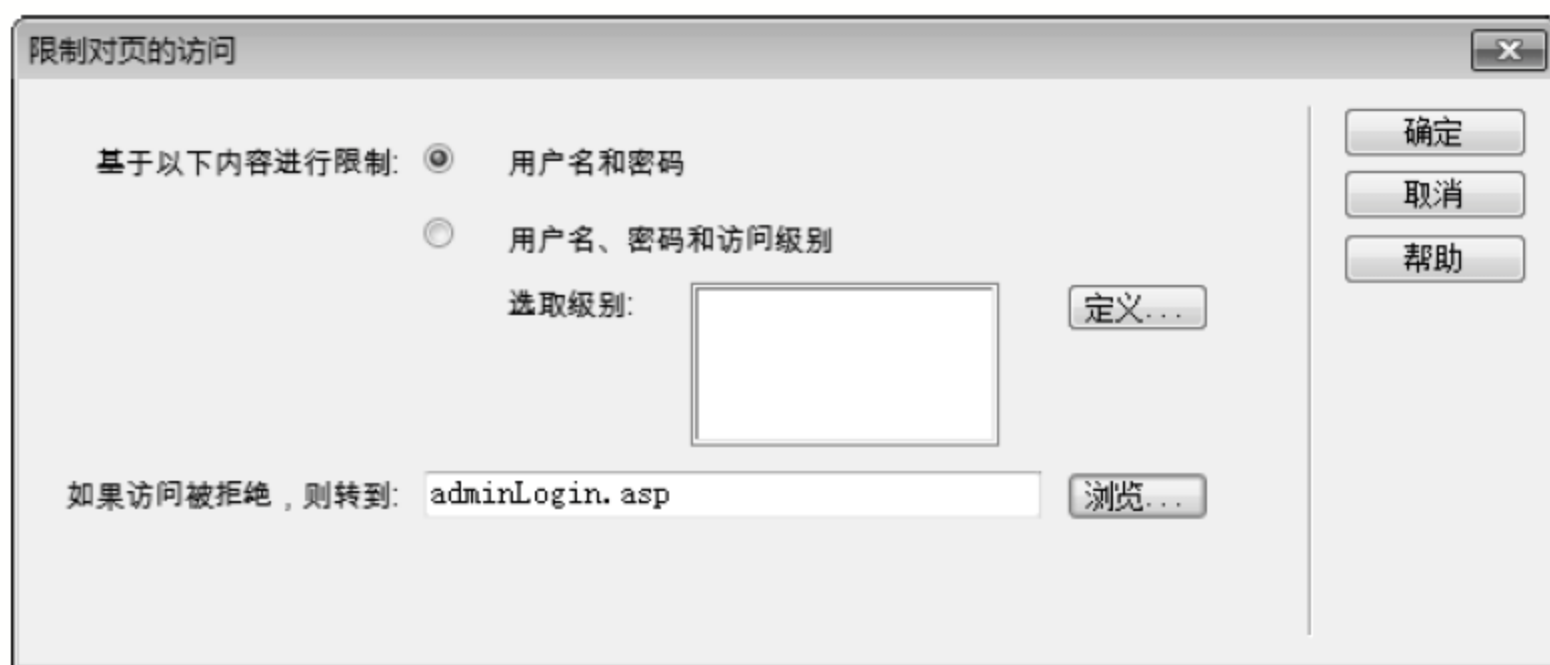 限制对页的访问
基于以下内容进行限制: 用户名和密码
用户名、密码和访问级别
选取级别:
定义...
如果访问被拒绝，则转到: adminLogin.asp 浏览...
确定
取消
帮助